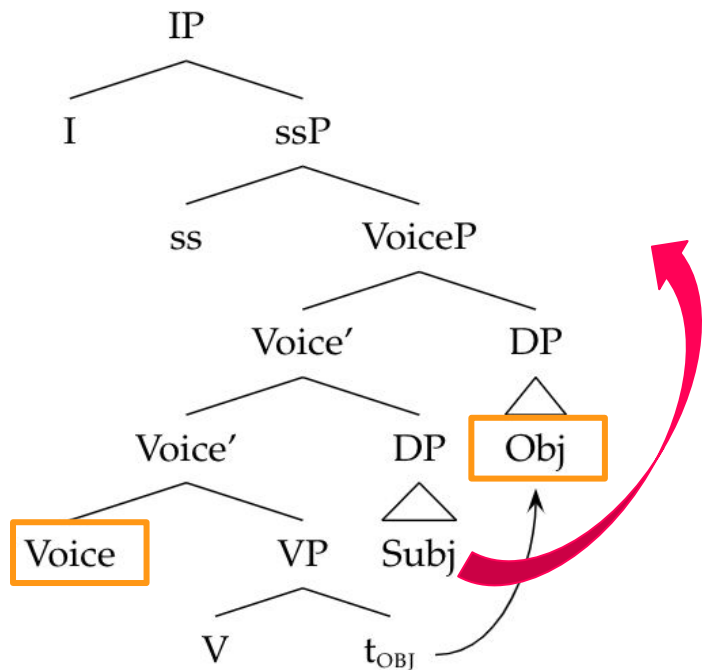 IP
I ssP
ss VoiceP
Voice’ DP
Voice’ DP Obj
Voice VP Subj
V tOBJ